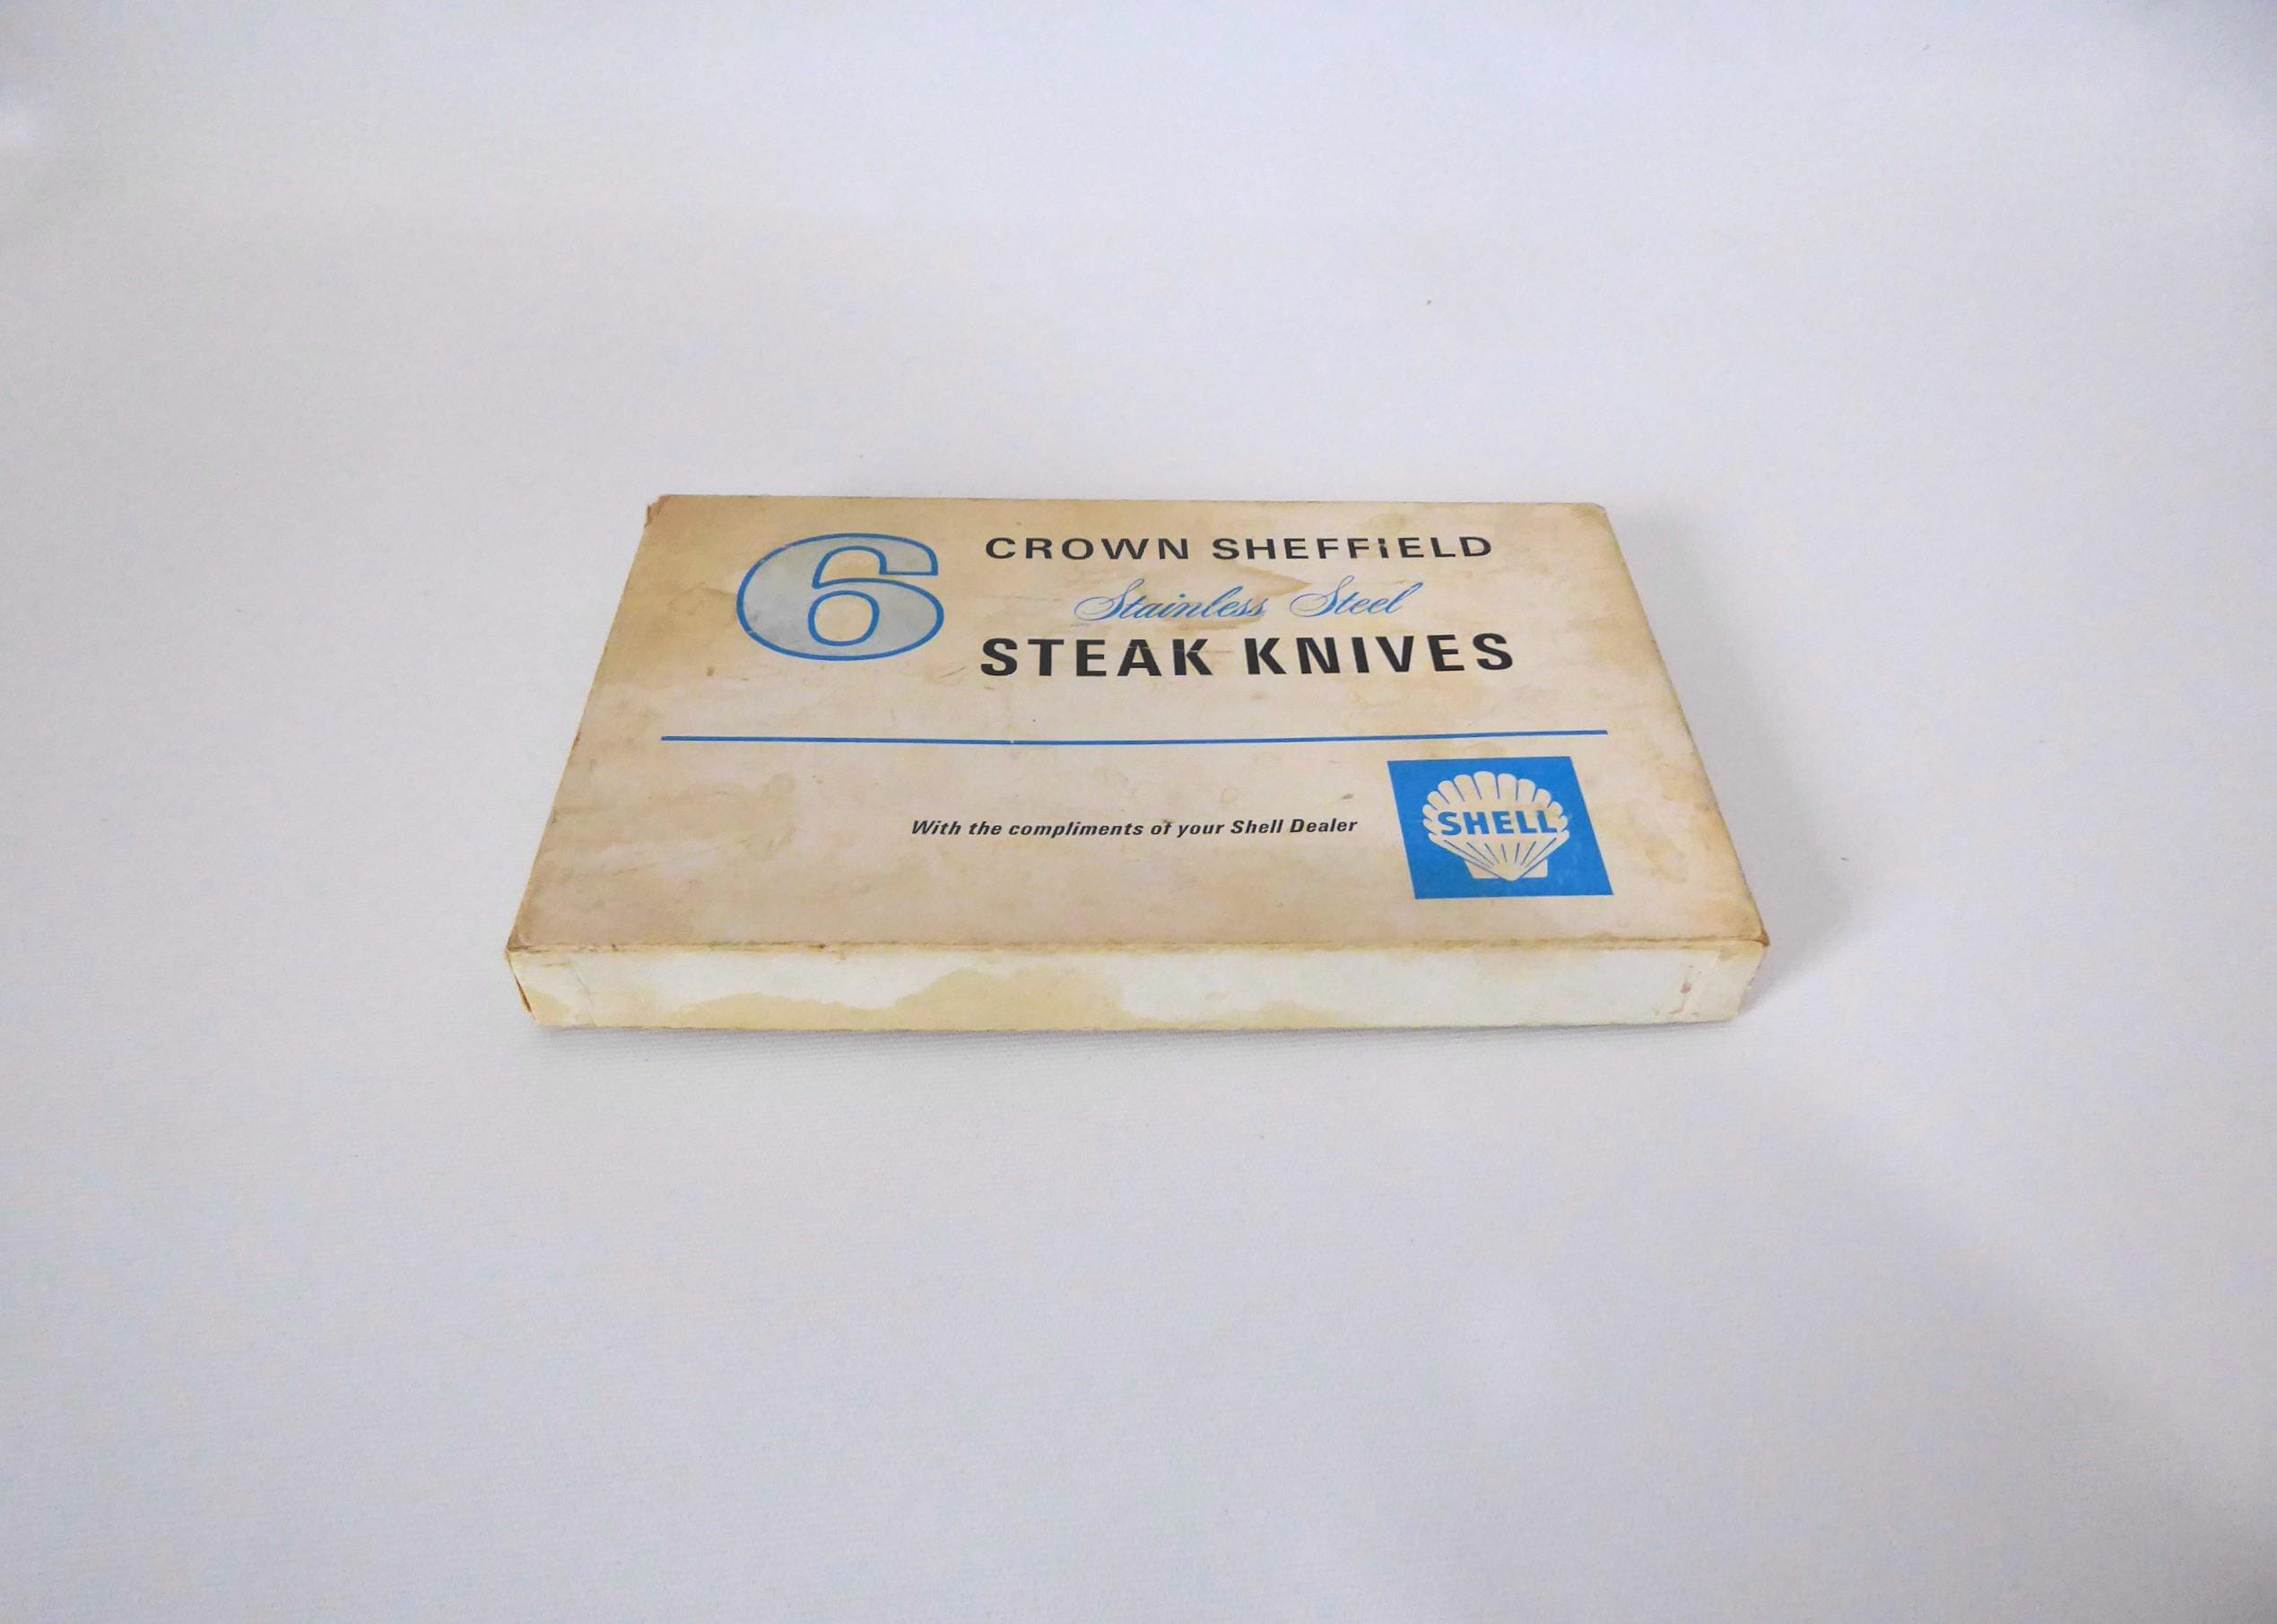 6
CROWN SHEFFiELD
Stainless Steel
STEAK KNIVES
With the compliments of your Shell Dealer
SHELL